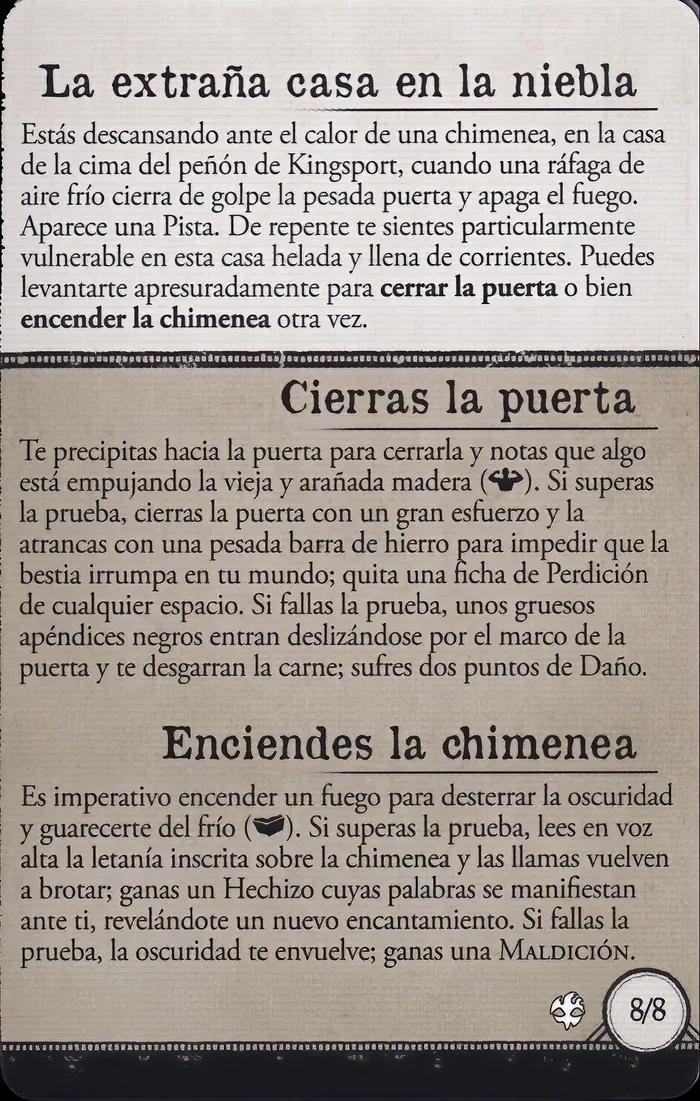 La extraña casa en la niebla
Estás descansando ante el calor de una chimenea, en la casa
de la cima del peñón de Kingsport, cuando una ráfaga de
aire frío cierra de golpe la pesada puerta y apaga el fuego.
Aparece una Pista. De repente te sientes particularmente
vulnerable en esta casa helada y llena de corrientes. Puedes
levantarte apresuradamente para cerrar la puerta o bien
encender la chimenea otra vez.
Cierras la puerta
Te precipitas hacia la puerta para cerrarla y notas que algo
está empujando la vieja y arañada madera (). Si superas
la prueba, cierras la puerta con un gran esfuerzo y la
atrancas con una pesada barra de hierro para impedir que la
bestia irrumpa en tu mundo; quita una ficha de Perdición
de cualquier espacio. Si fallas la prueba, unos gruesos
apéndices negros entran deslizándose por el marco de la
puerta y te desgarran la carne; sufres dos puntos de Daño.
Enciendes la chimenea
Es imperativo encender un fuego para desterrar la oscuridad
y guarecerte del frío (). Si superas la prueba, lees en voz
alta la letanía inscrita sobre la chimenea y las llamas vuelven
a brotar; ganas un Hechizo cuyas palabras se manifiestan
ante ti, revelándote un nuevo encantamiento. Si fallas la
prueba, la oscuridad te envuelve; ganas una MALDICIÓN.
8/8